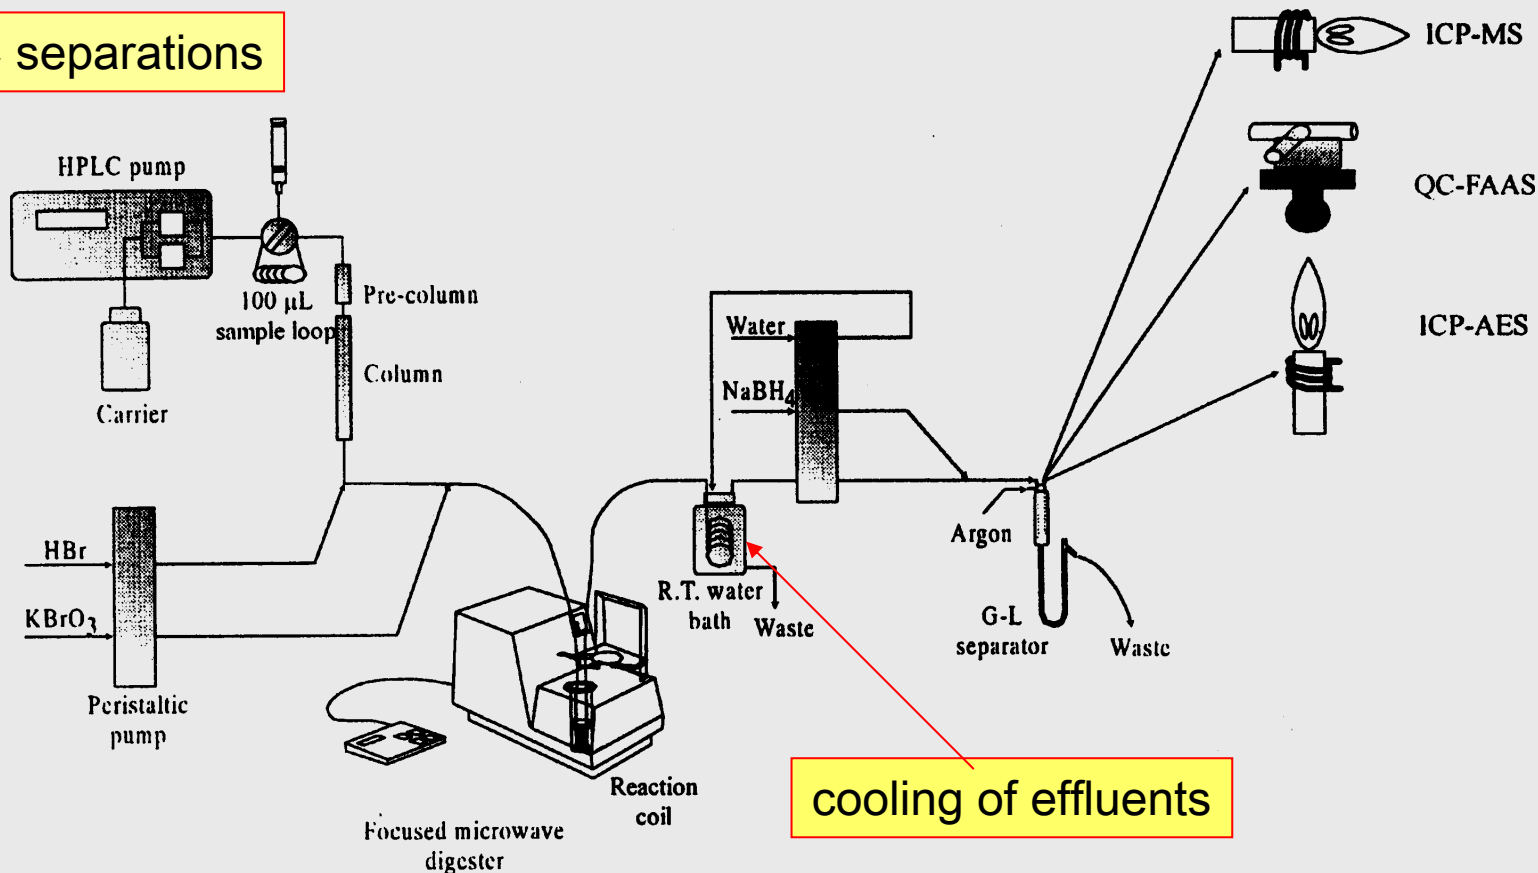 separations
ICP-MS
HPLC pump
QC-FAAS
100 µL
sample loop
Pre-column
Water
ICP-AES
Column
NaBH4
Carrier
Argon
HBr
R.T. water
bath
Waste
G-L
separator
Waste
KBrO3
Peristaltic
pump
Reaction
coil
cooling of effluents
Focused microwave
digester